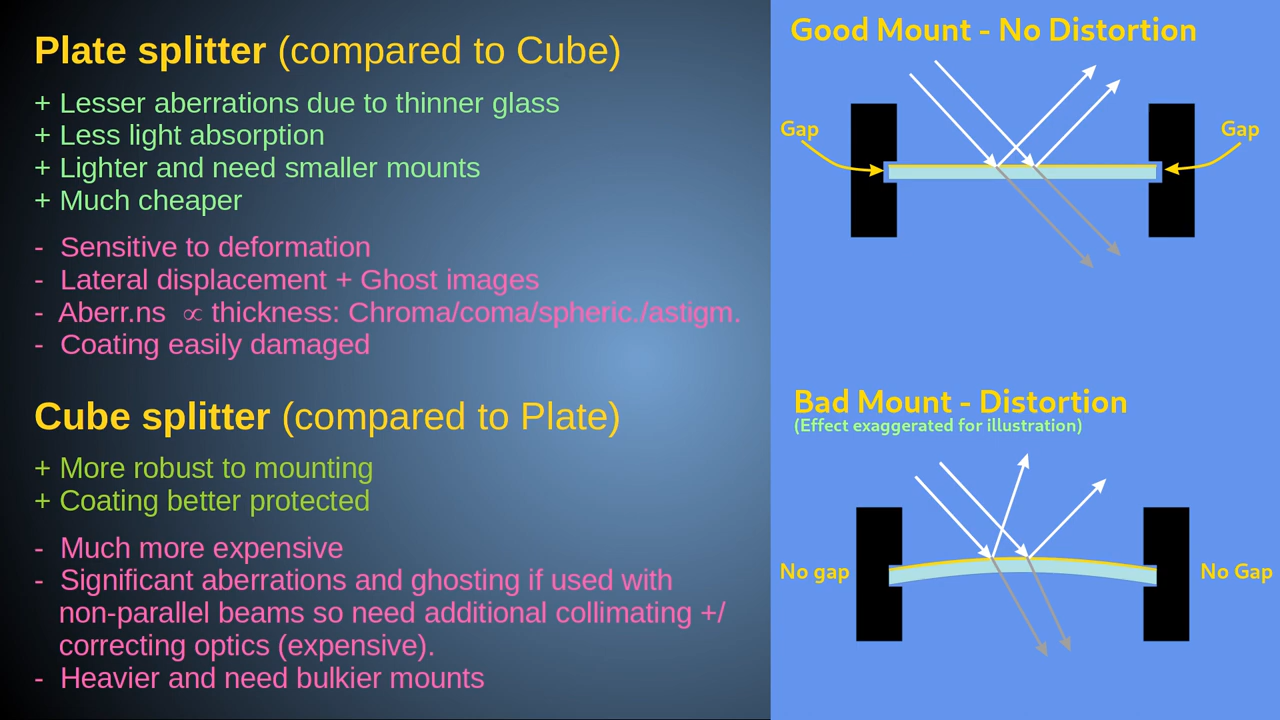 Plate splitter (compared to Cube)
+ Lesser aberrations due to thinner glass
+ Less light absorption
+ Lighter and need smaller mounts
+ Much cheaper
- Sensitive to deformation
- Lateral displacement + Ghost images
- Aberr.ns ∝ thickness: Chroma/coma/spheric./astigm.
- Coating easily damaged
Cube splitter (compared to Plate)
+ More robust to mounting
+ Coating better protected
- Much more expensive
- Significant aberrations and ghosting if used with
non-parallel beams so need additional collimating +/
correcting optics (expensive).
- Heavier and need bulkier mounts
Good Mount - No Distortion
Gap
Gap
Bad Mount - Distortion
(Effect exaggerated for illustration)
No gap
No Gap